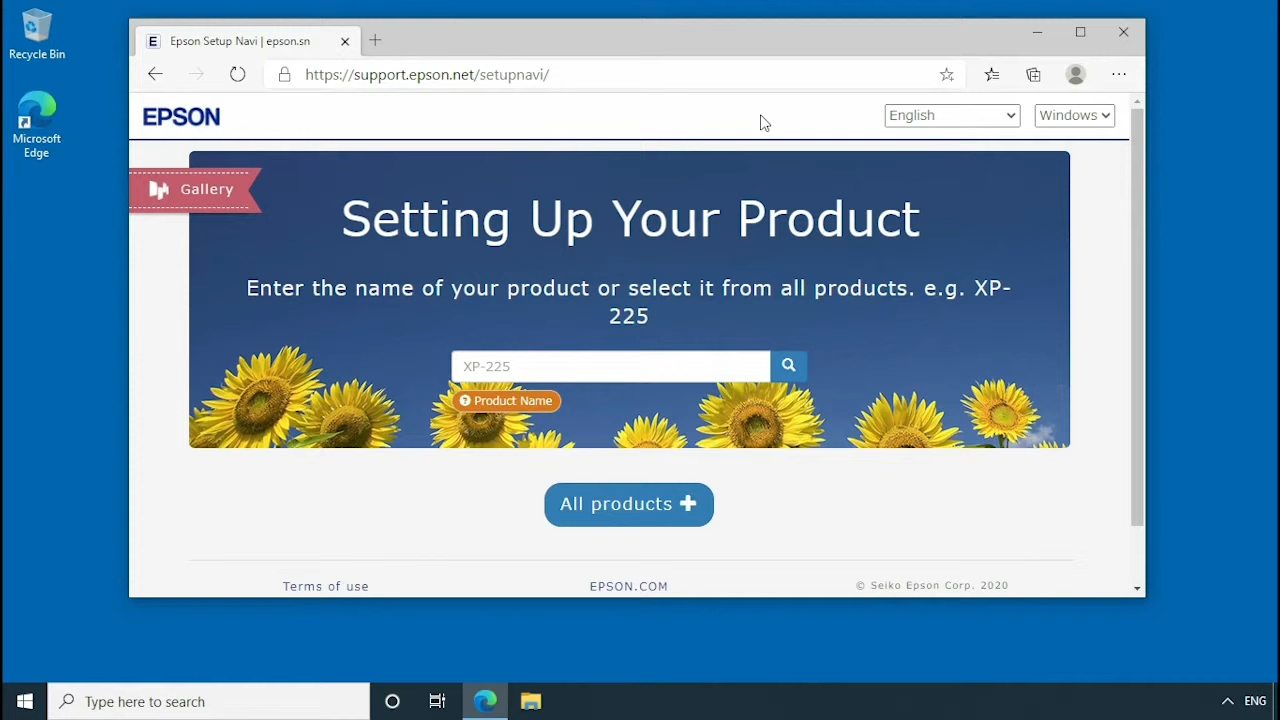 Recycle Bin
Microsoft
Edge
E Epson Setup Navi | epson.sn
https://support.epson.net/setupnavi/
EPSON
English
Windows
Gallery
Setting Up Your Product
Enter the name of your product or select it from all products. e.g. XP-
225
XP-225
Product Name
All products
Terms of use
EPSON.COM
© Seiko Epson Corp. 2020
Type here to search
ENG